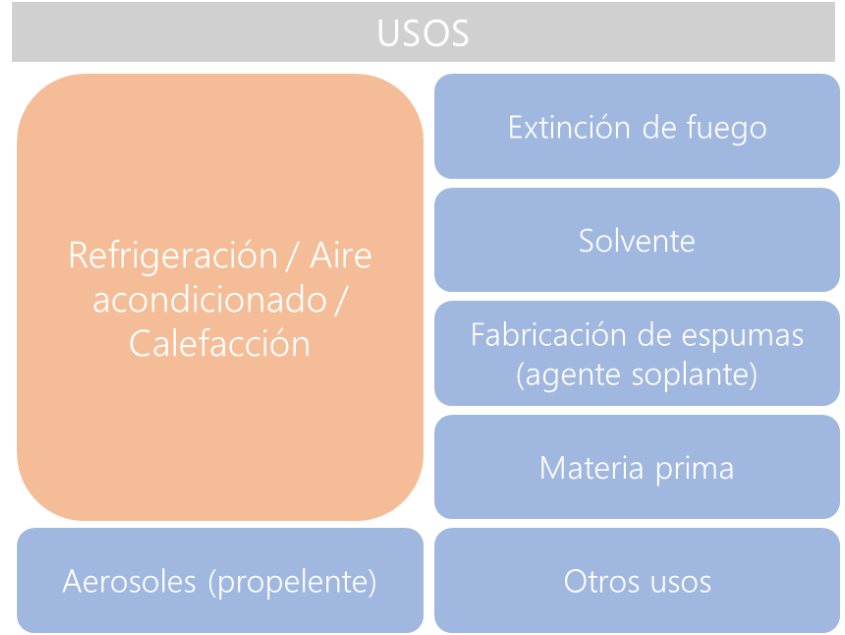 USOS
Refrigeración / Aire
acondicionado /
Calefacción
Aerosoles (propelente)
Extinción de fuego
Solvente
Fabricación de espumas
(agente soplante)
Materia prima
Otros usos